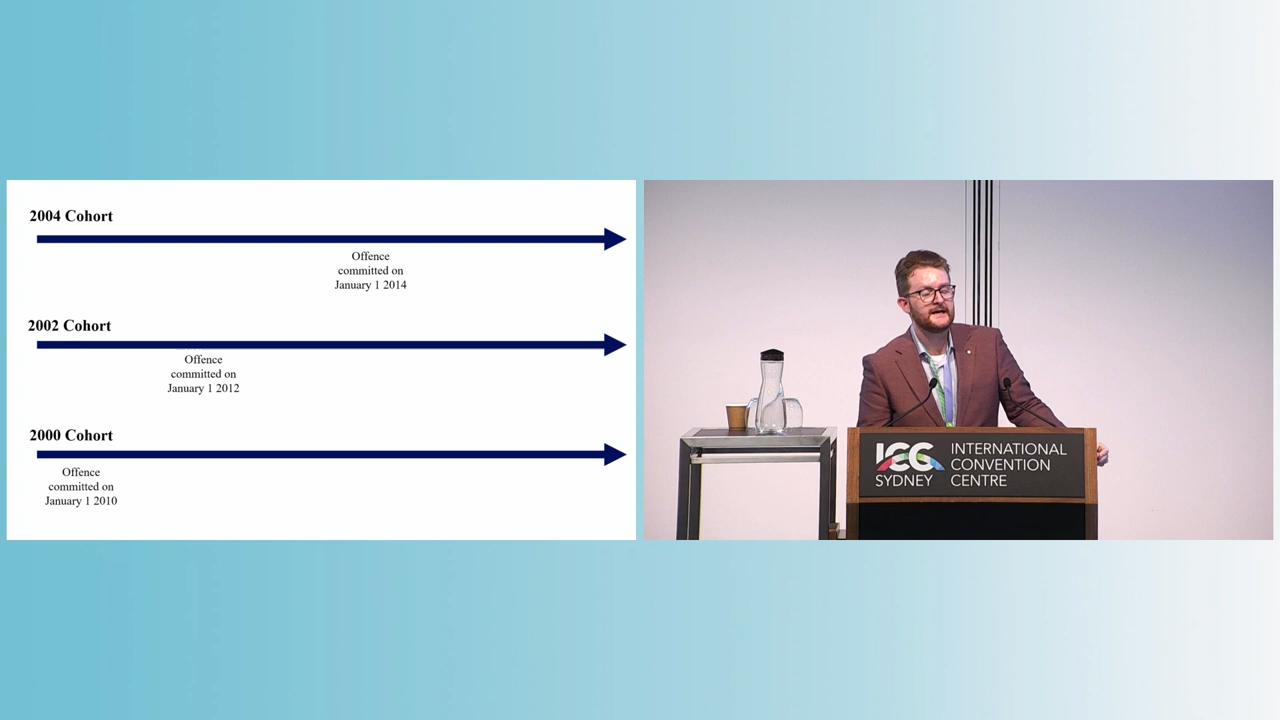 2004 Cohort
Offence
committed on
January 1 2014
2002 Cohort
Offence
committed on
January 1 2012
2000 Cohort
Offence
committed on
January 1 2010
ICC
SYDNEY
INTERNATIONAL
CONVENTION
CENTRE